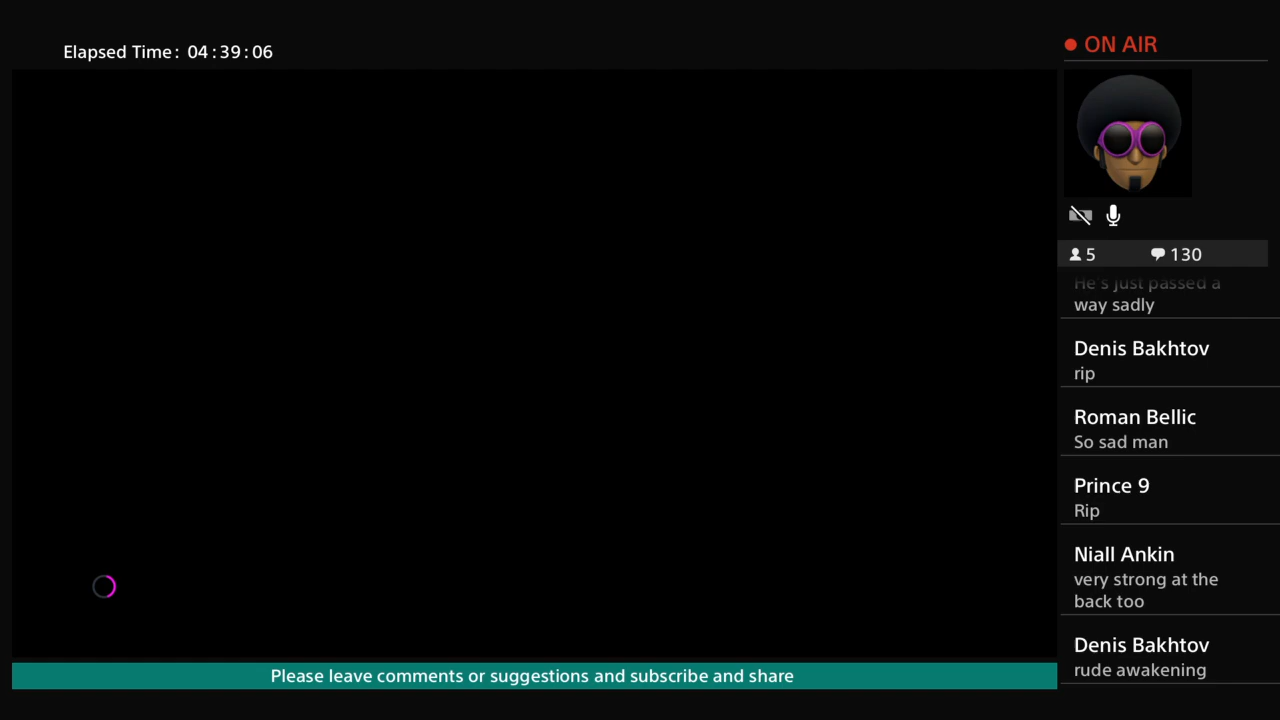 Elapsed Time: 04:39:06
ON AIR
5 130
He's just passed a
way sadly
Denis Bakhtov
rip
Roman Bellic
So sad man
Prince 9
Rip
Niall Ankin
very strong at the
back too
Denis Bakhtov
rude awakening
Please leave comments or suggestions and subscribe and share